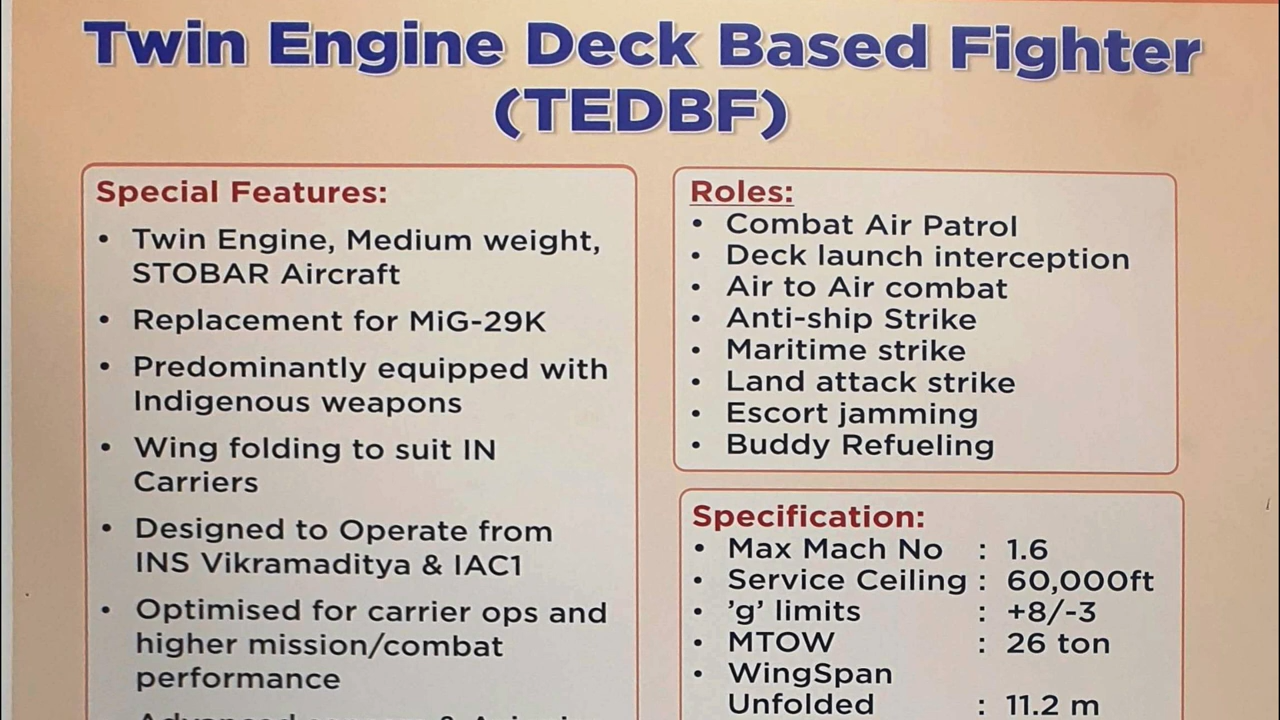 Twin Engine Deck Based Fighter
(TEDBF)
Special Features:
• Twin Engine, Medium weight,
STOBAR Aircraft
• Replacement for MiG-29K
• Predominantly equipped with
Indigenous weapons
• Wing folding to suit IN
Carriers
• Designed to Operate from
INS Vikramaditya & IAC1
• Optimised for carrier ops and
higher mission/combat
performance
Roles:
• Combat Air Patrol
• Deck launch interception
• Air to Air combat
• Anti-ship Strike
• Maritime strike
• Land attack strike
• Escort jamming
• Buddy Refueling
Specification:
• Max Mach No : 1.6
• Service Ceiling : 60,000ft
• ’g’ limits : +8/-3
• MTOW : 26 ton
• WingSpan
Unfolded : 11.2 m